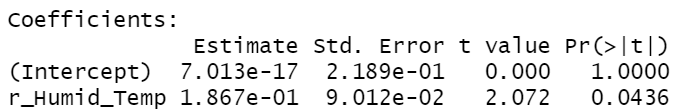 Coefficients:
Estimate Std. Error t value Pr(>|t|)
(Intercept) 7.013e-17 2.189e-01 0.000 1.0000
r_Humid_Temp 1.867e-01 9.012e-02 2.072 0.0436